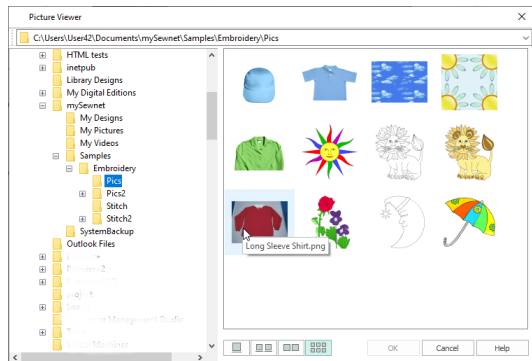 Picture Viewer
C:\Users\User42\Documents\mySewnet\Samples\Embroidery\Pics
HTML tests
inetpub
Library Designs
My Digital Editions
mySewnet
My Designs
My Pictures
My Videos
Samples
Embroidery
Pics
Pics2
Stitch
Stitch2
SystemBackup
Outlook Files
Long Sleeve Shirt.png
OK
Cancel
Help